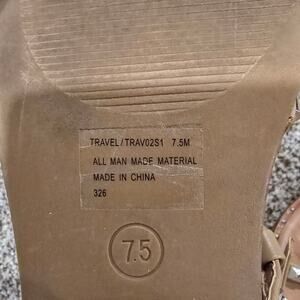 TRAVEL/TRAV02S1 7.5M
ALL MAN MADE MATERIAL
MADE IN CHINA
326
7.5